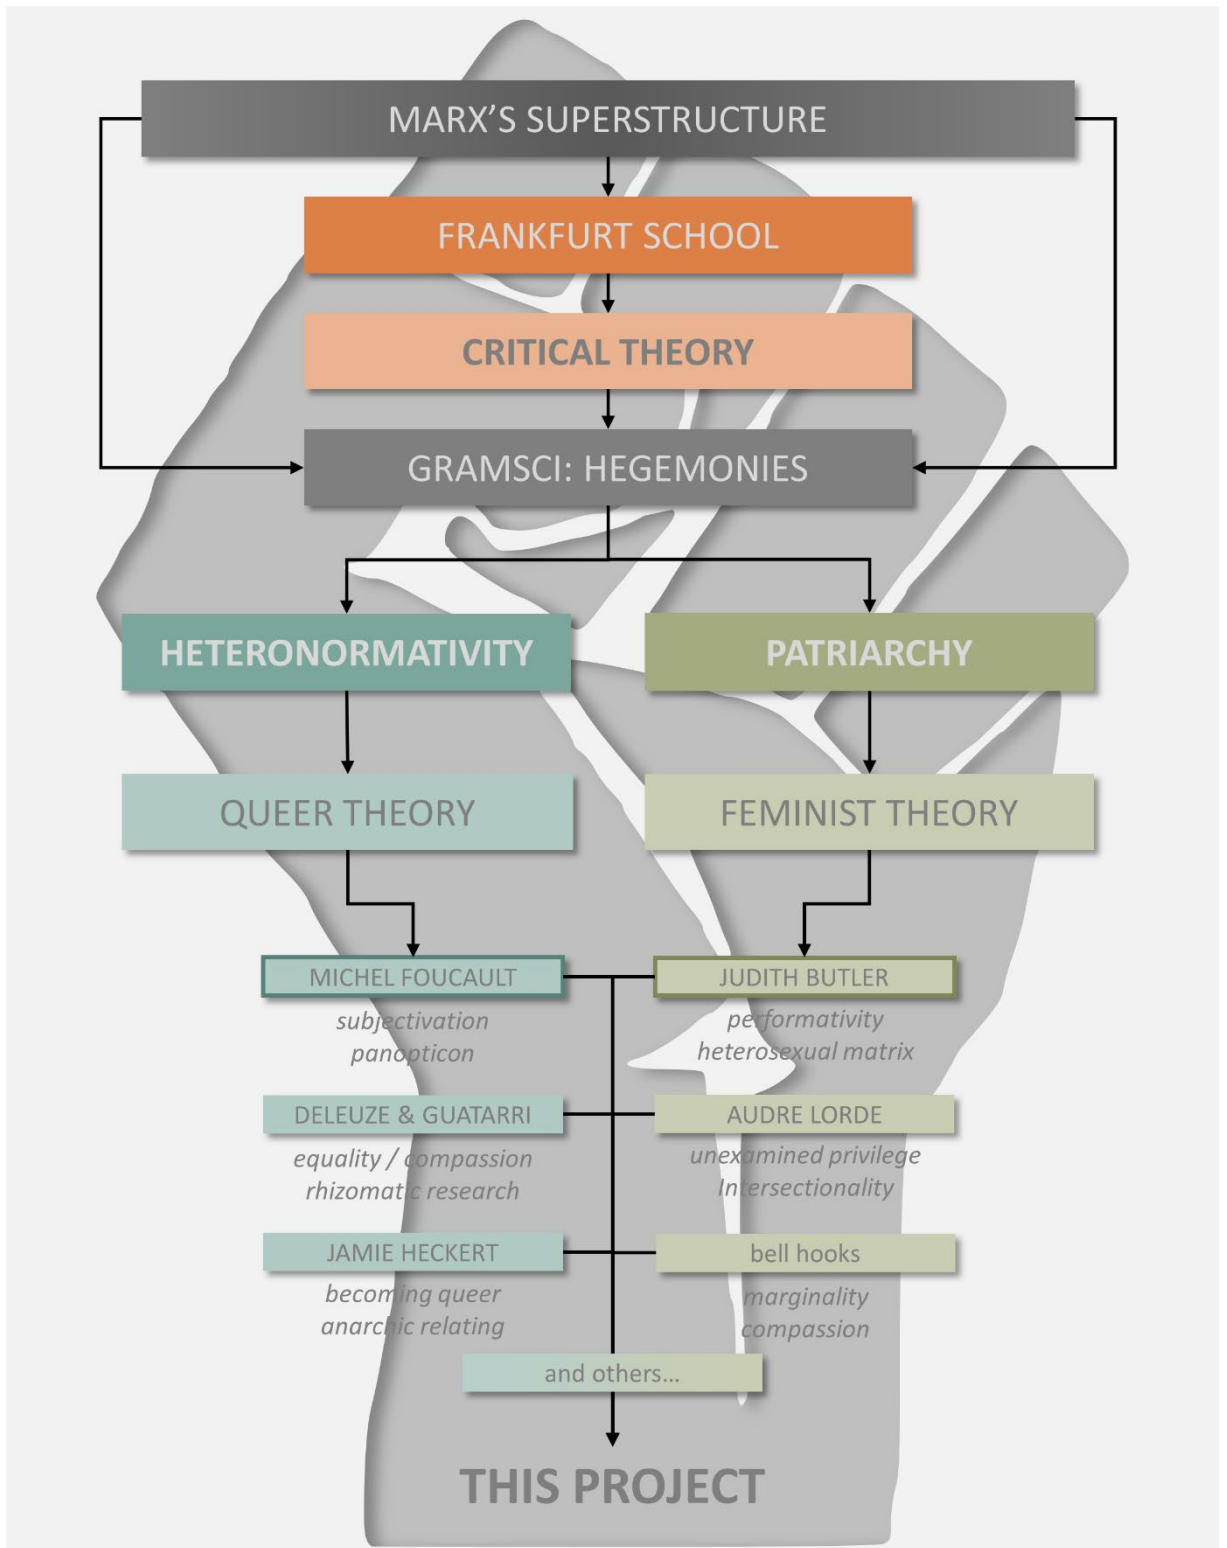 MARX'S SUPERSTRUCTURE
FRANKFURT SCHOOL
CRITICAL THEORY
GRAMSCI: HEGEMONIES
HETERONORMATIVITY
PATRIARCHY
QUEER THEORY
FEMINIST THEORY
MICHEL FOUCAULT
subjectivation
panopticon
JUDITH BUTLER
performativity
heterosexual matrix
DELEUZE & GUATARRI
equality / compassion
rhizomatic research
AUDRE LORDE
unexamined privilege
Intersectionality
JAMIE HECKERT
becoming queer
anarchic relating
bell hooks
marginality
compassion
and others...
THIS PROJECT